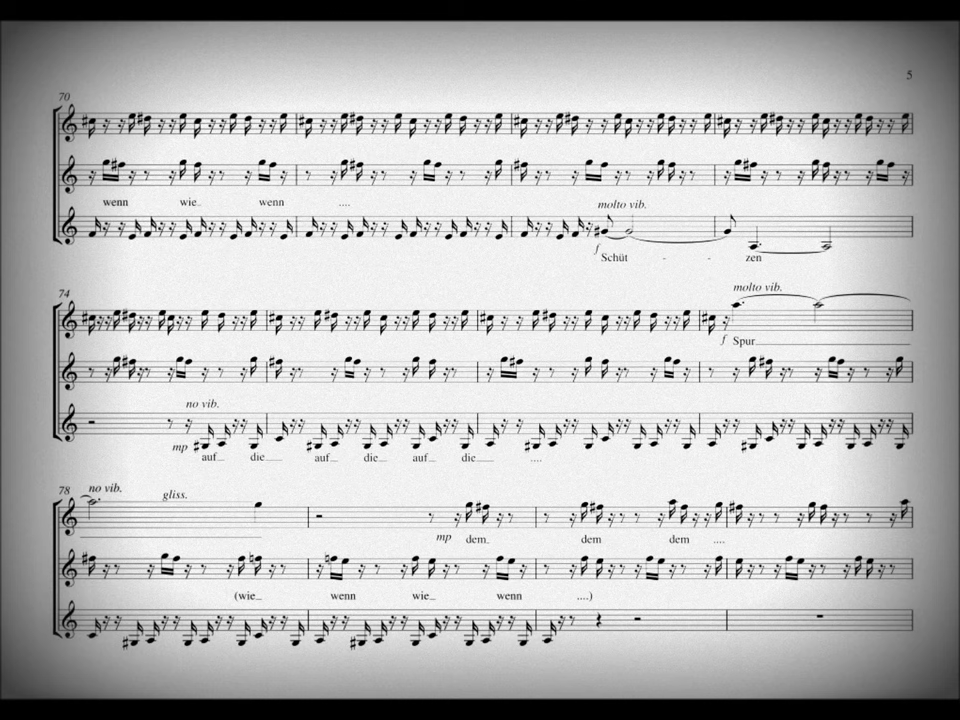 5
70
wenn wie wenn ....
molto vib.
f
Schüt - - zen
74
molto vib.
f Spur
no vib.
mp
auf die auf die auf die ....
78
no vib. gliss.
mp dem dem dem ....
(wie wenn wie wenn ....)